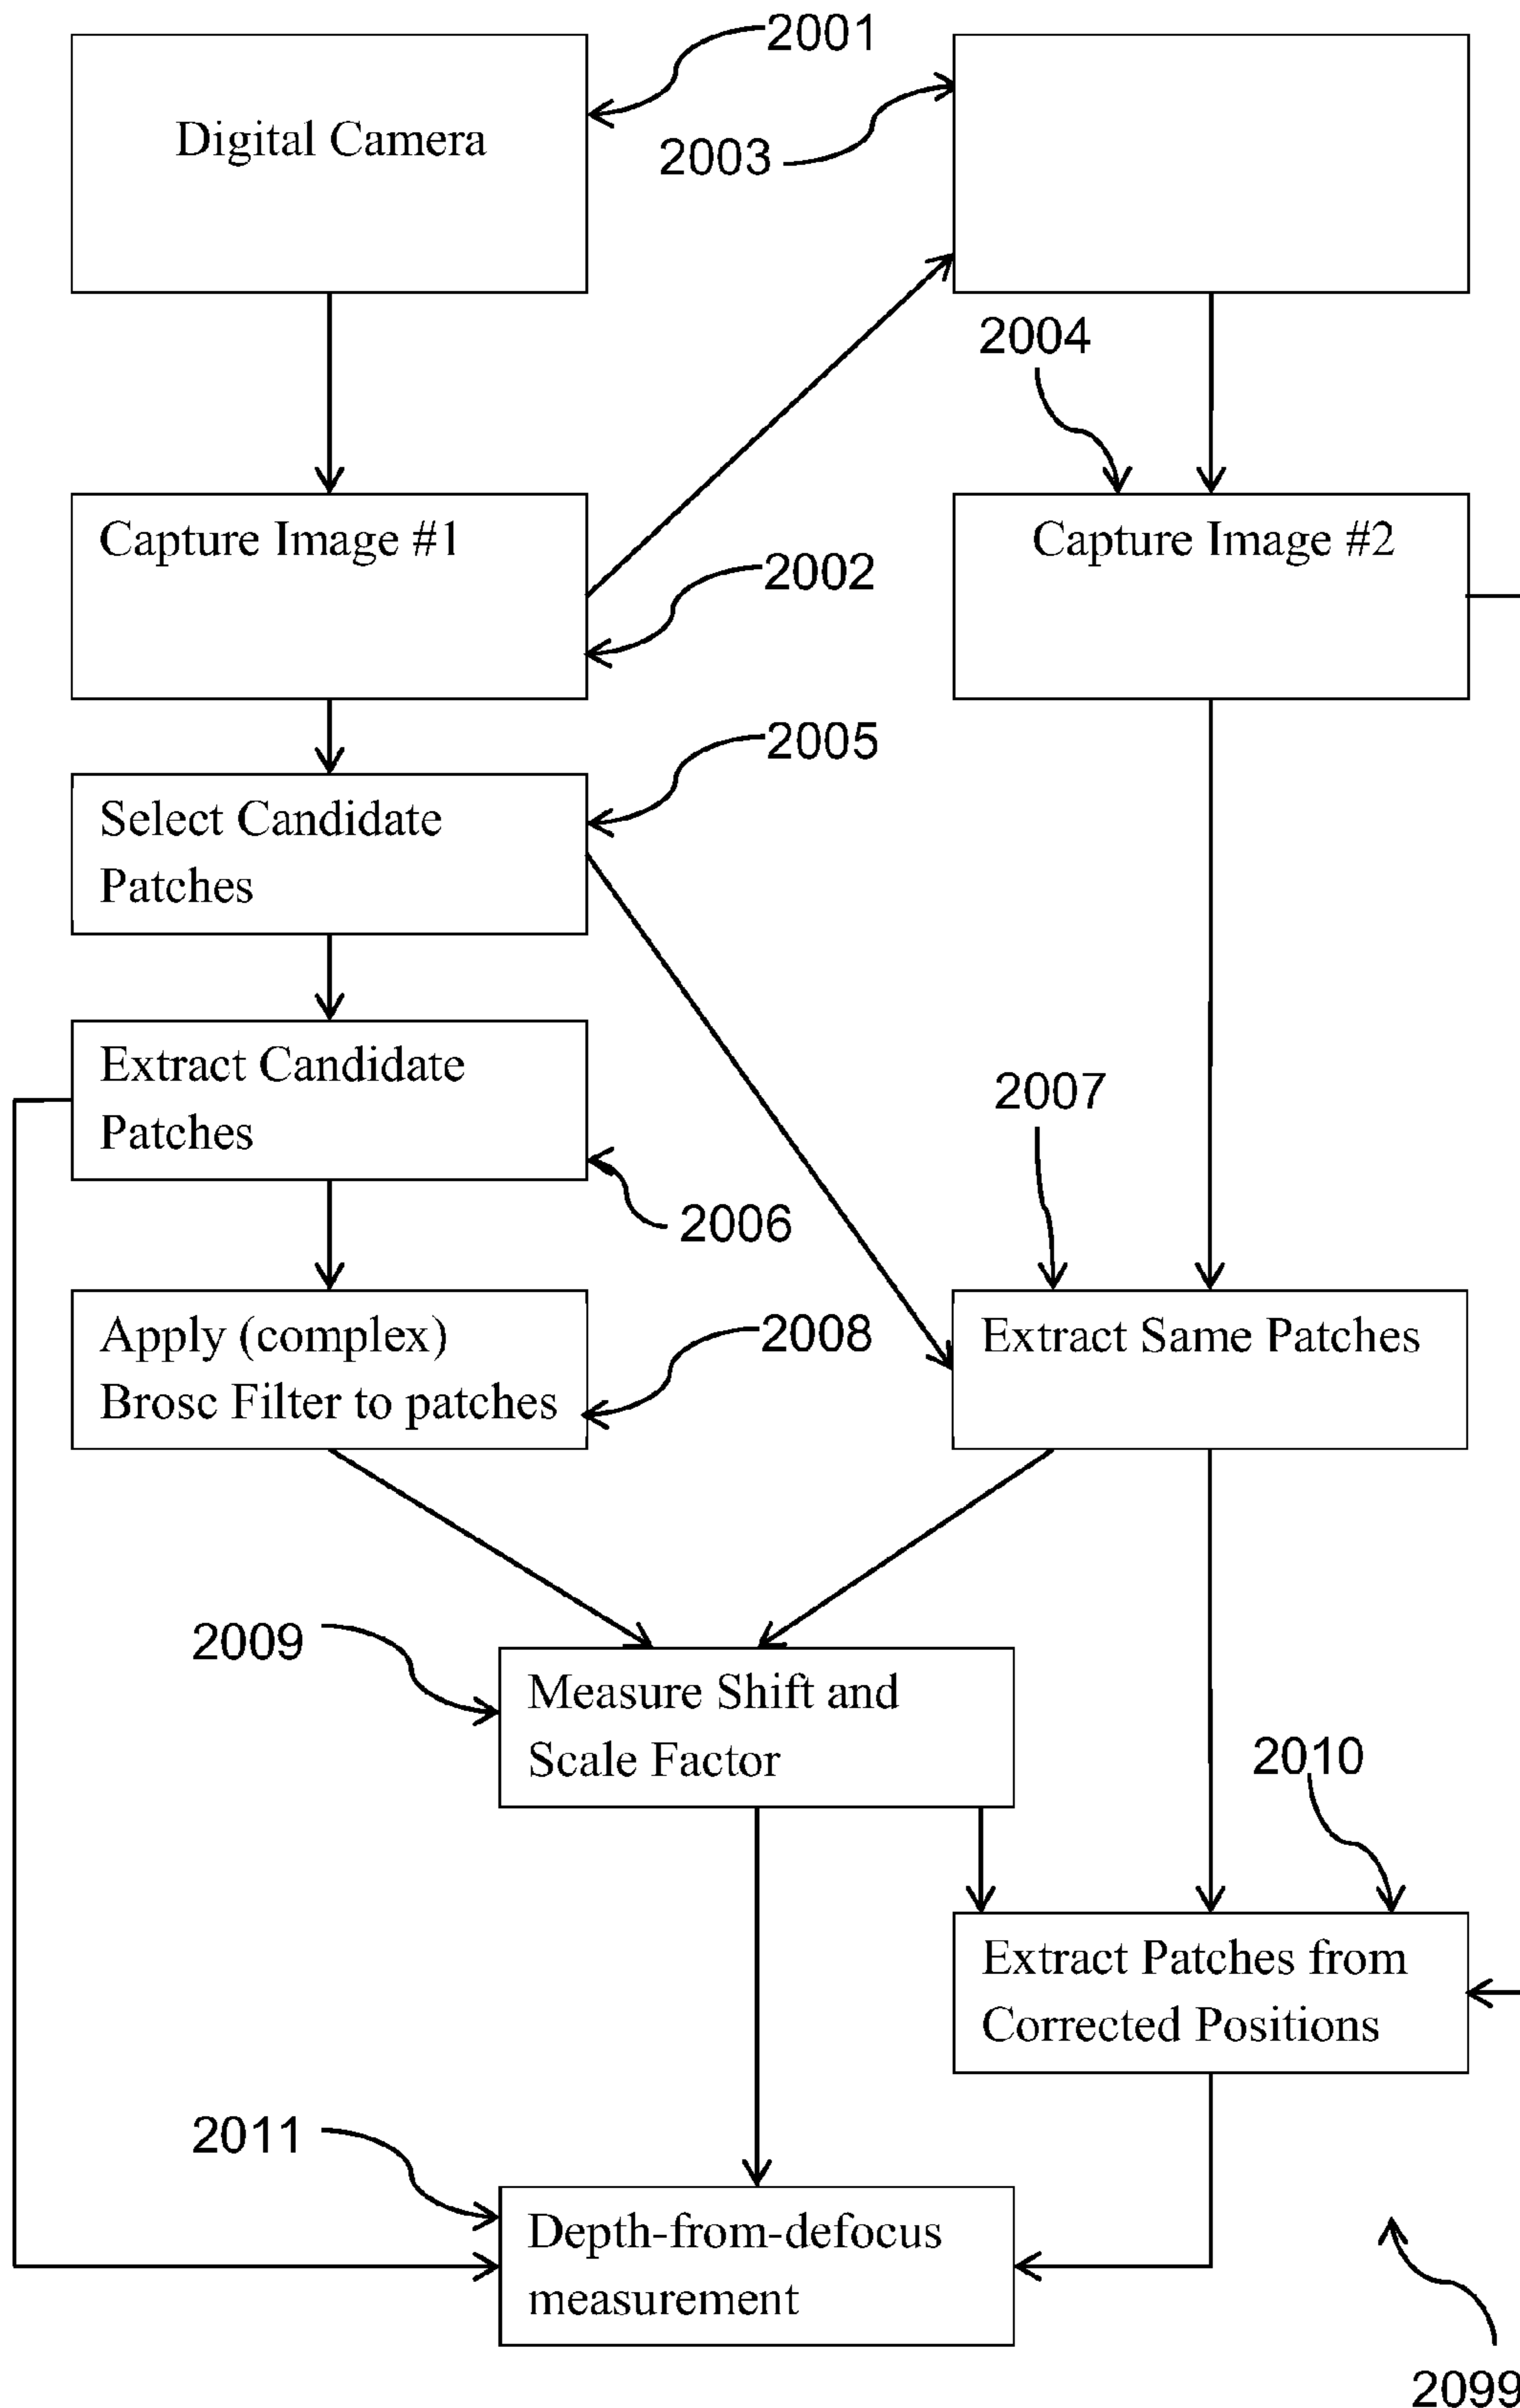 2001
Digital Camera
2003
2004
Capture Image #1
Capture Image #2
2002
2005
Select Candidate
Patches
Extract Candidate
Patches
2007
2006
Apply (complex)
Brosc Filter to patches
2008
Extract Same Patches
2009
Measure Shift and
Scale Factor
2010
Extract Patches from
Corrected Positions
2011
Depth-from-defocus
measurement
2099